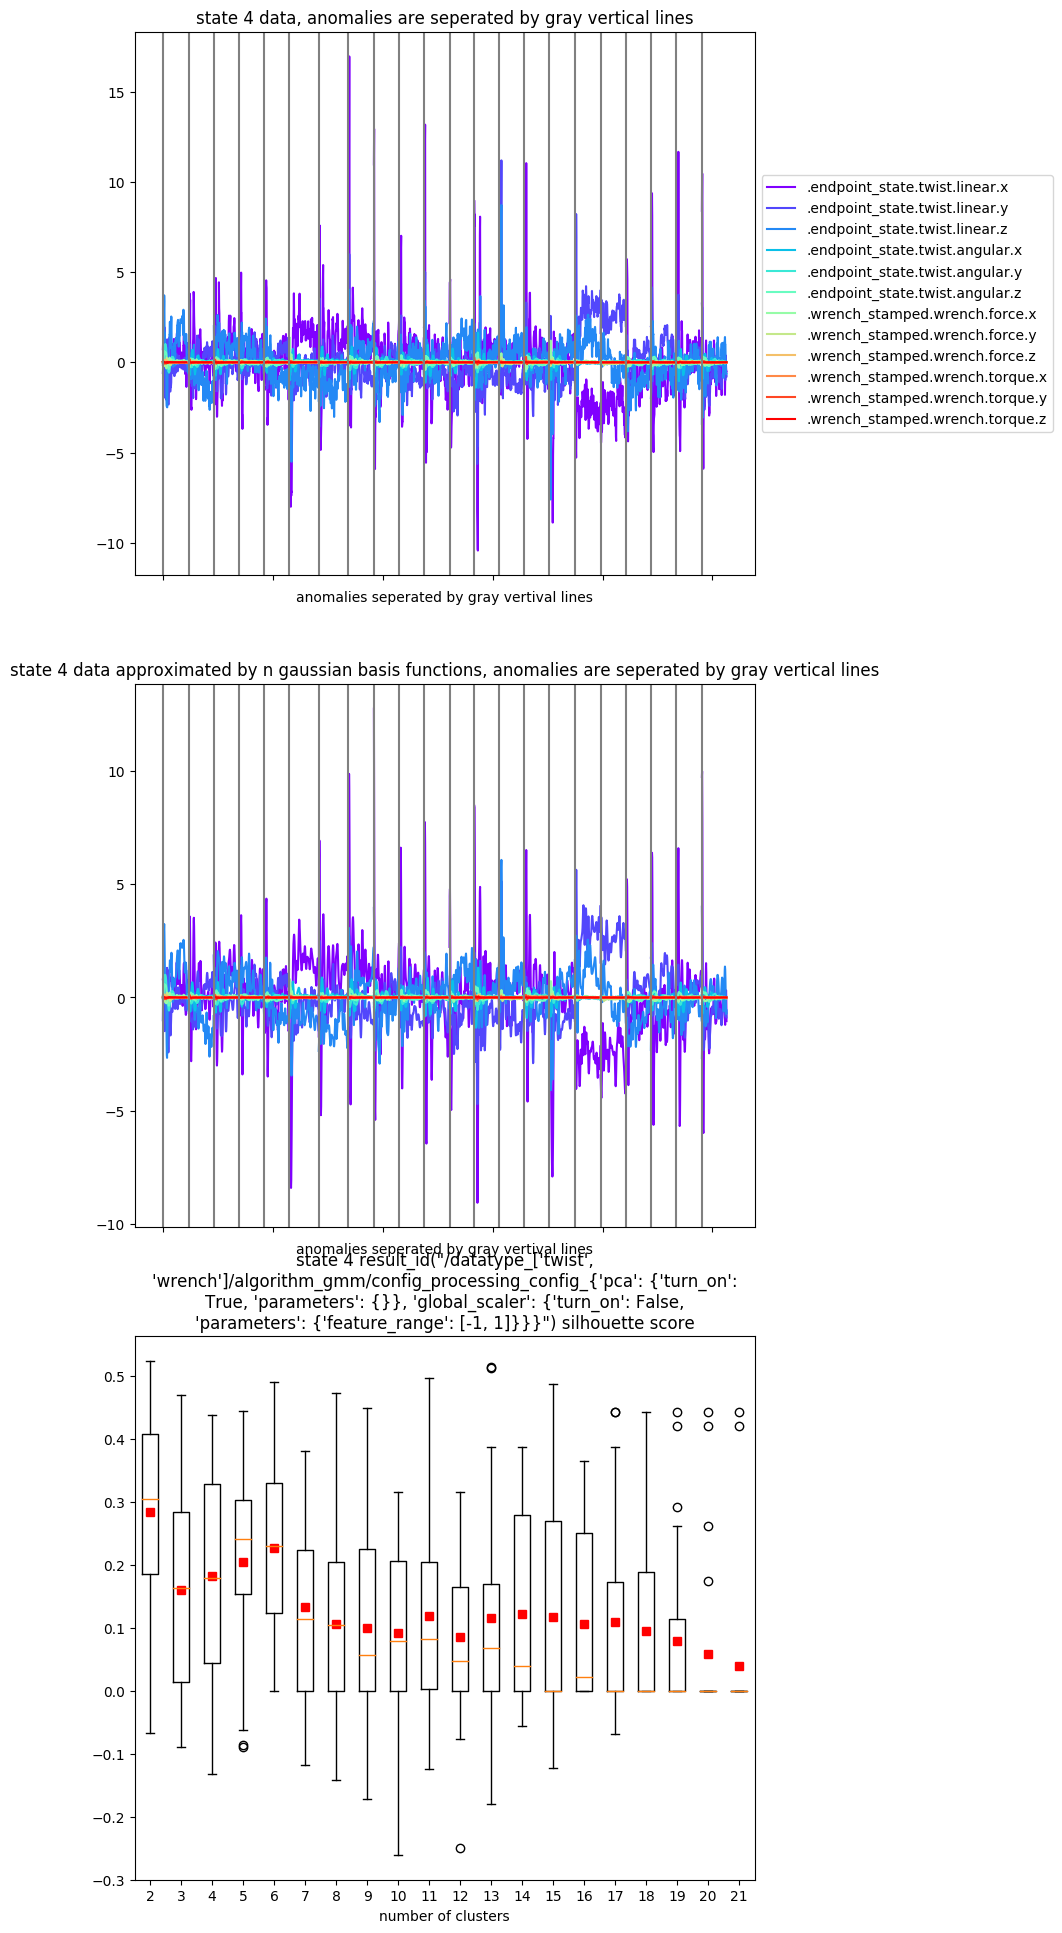 state 4 data, anomalies are seperated by gray vertical lines
15
10
5
0
−5
−10
anomalies seperated by gray vertival lines
.endpoint_state.twist.linear.x
.endpoint_state.twist.linear.y
.endpoint_state.twist.linear.z
.endpoint_state.twist.angular.x
.endpoint_state.twist.angular.y
.endpoint_state.twist.angular.z
.wrench_stamped.wrench.force.x
.wrench_stamped.wrench.force.y
.wrench_stamped.wrench.force.z
.wrench_stamped.wrench.torque.x
.wrench_stamped.wrench.torque.y
.wrench_stamped.wrench.torque.z
state 4 data approximated by n gaussian basis functions, anomalies are seperated by gray vertical lines
10
5
0
−5
−10
anomalies seperated by gray vertival lines
state 4 result_id("/datatype_['twist',
'wrench']/algorithm_gmm/config_processing_config_{'pca': {'turn_on':
True, 'parameters': {}}, 'global_scaler': {'turn_on': False,
'parameters': {'feature_range': [-1, 1]}}}") silhouette score
0.5
0.4
0.3
0.2
0.1
0.0
−0.1
−0.2
−0.3
2 3 4 5 6 7 8 9 10 11 12 13 14 15 16 17 18 19 20 21
number of clusters